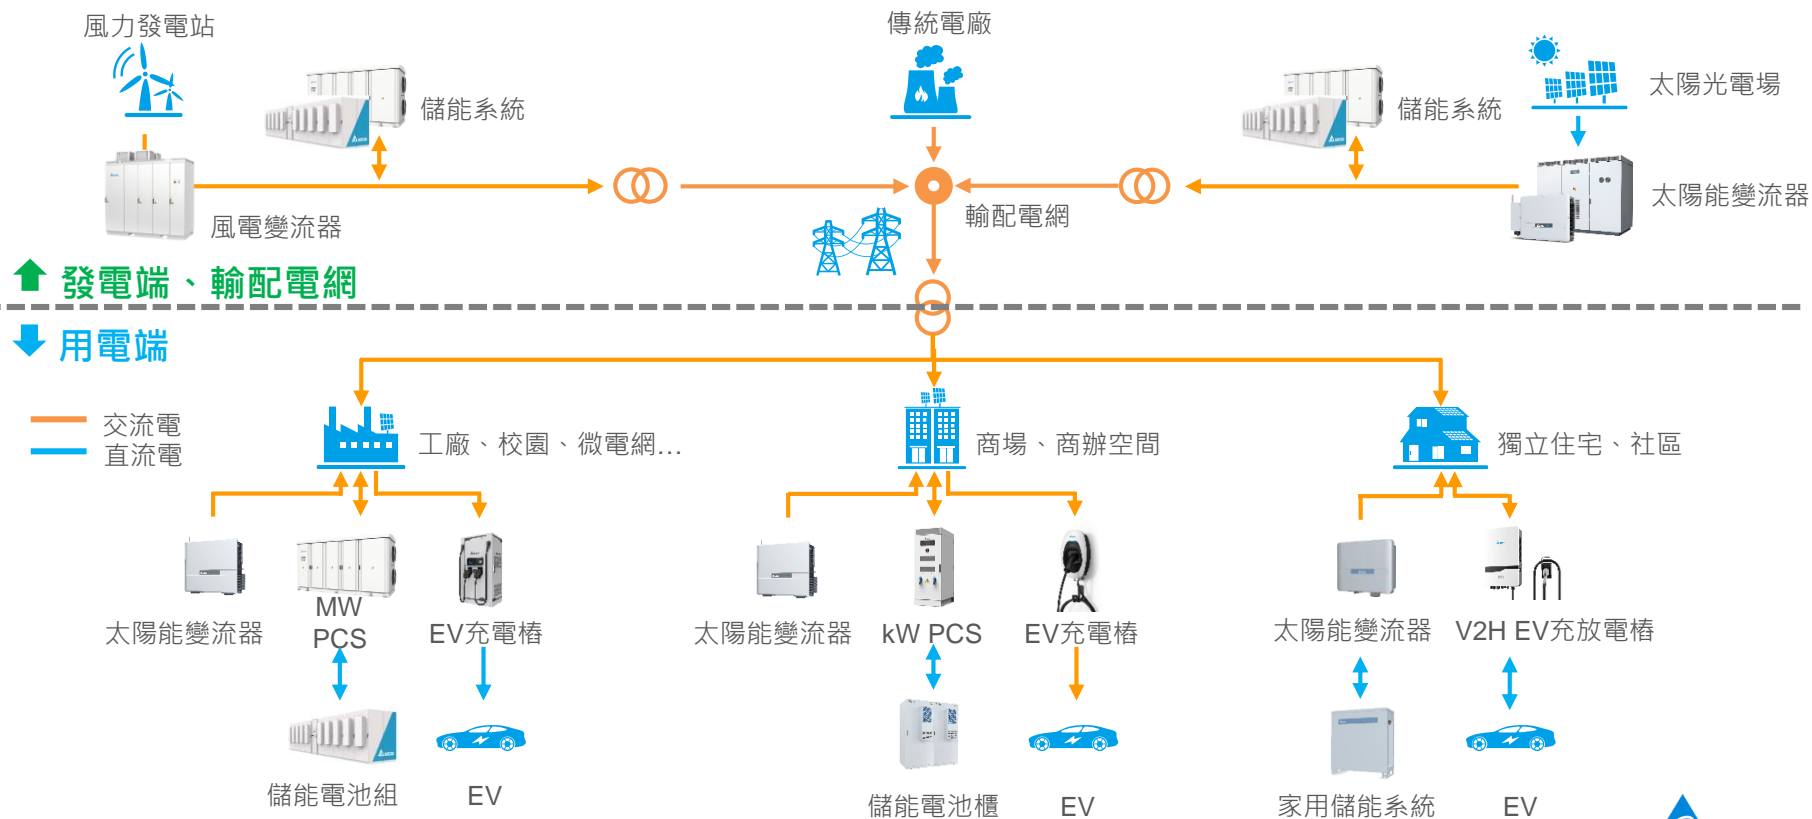 風力發電站
傳統電廠
儲能系統
儲能系統
太陽光電場
風電變流器
輸配電網
太陽能變流器
發電端、輸配電網
用電端
交流電
直流電
工廠、校園、微電網...
商場、商辦空間
獨立住宅、社區
太陽能變流器
MW
PCS
EV充電樁
太陽能變流器
kW PCS
EV充電樁
太陽能變流器
V2H EV充放電樁
儲能電池組
EV
儲能電池櫃
EV
家用儲能系統
EV